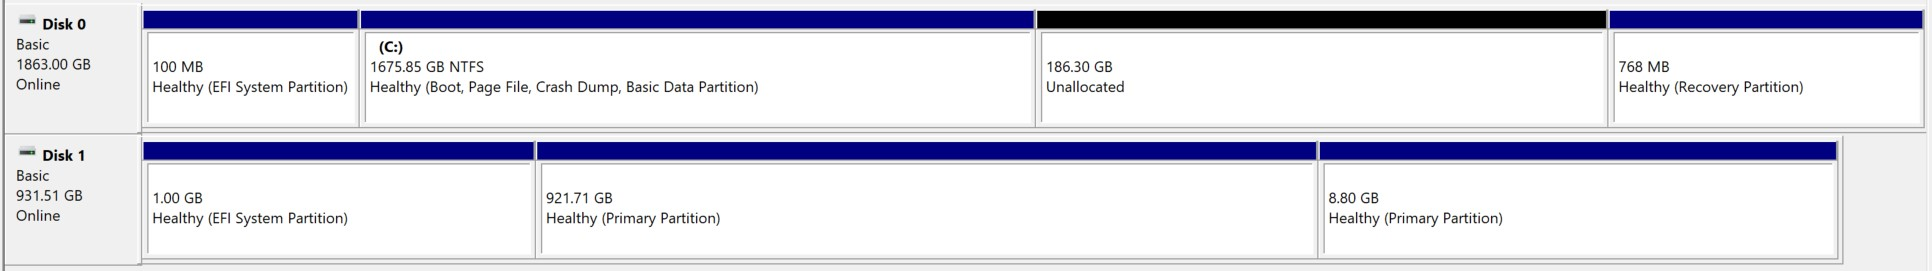 Disk 0
Basic
1863.00 GB
Online
100 MB
Healthy (EFI System Partition)
(C:)
1675.85 GB NTFS
Healthy (Boot, Page File, Crash Dump, Basic Data Partition)
186.30 GB
Unallocated
768 MB
Healthy (Recovery Partition)
Disk 1
Basic
931.51 GB
Online
1.00 GB
Healthy (EFI System Partition)
921.71 GB
Healthy (Primary Partition)
8.80 GB
Healthy (Primary Partition)